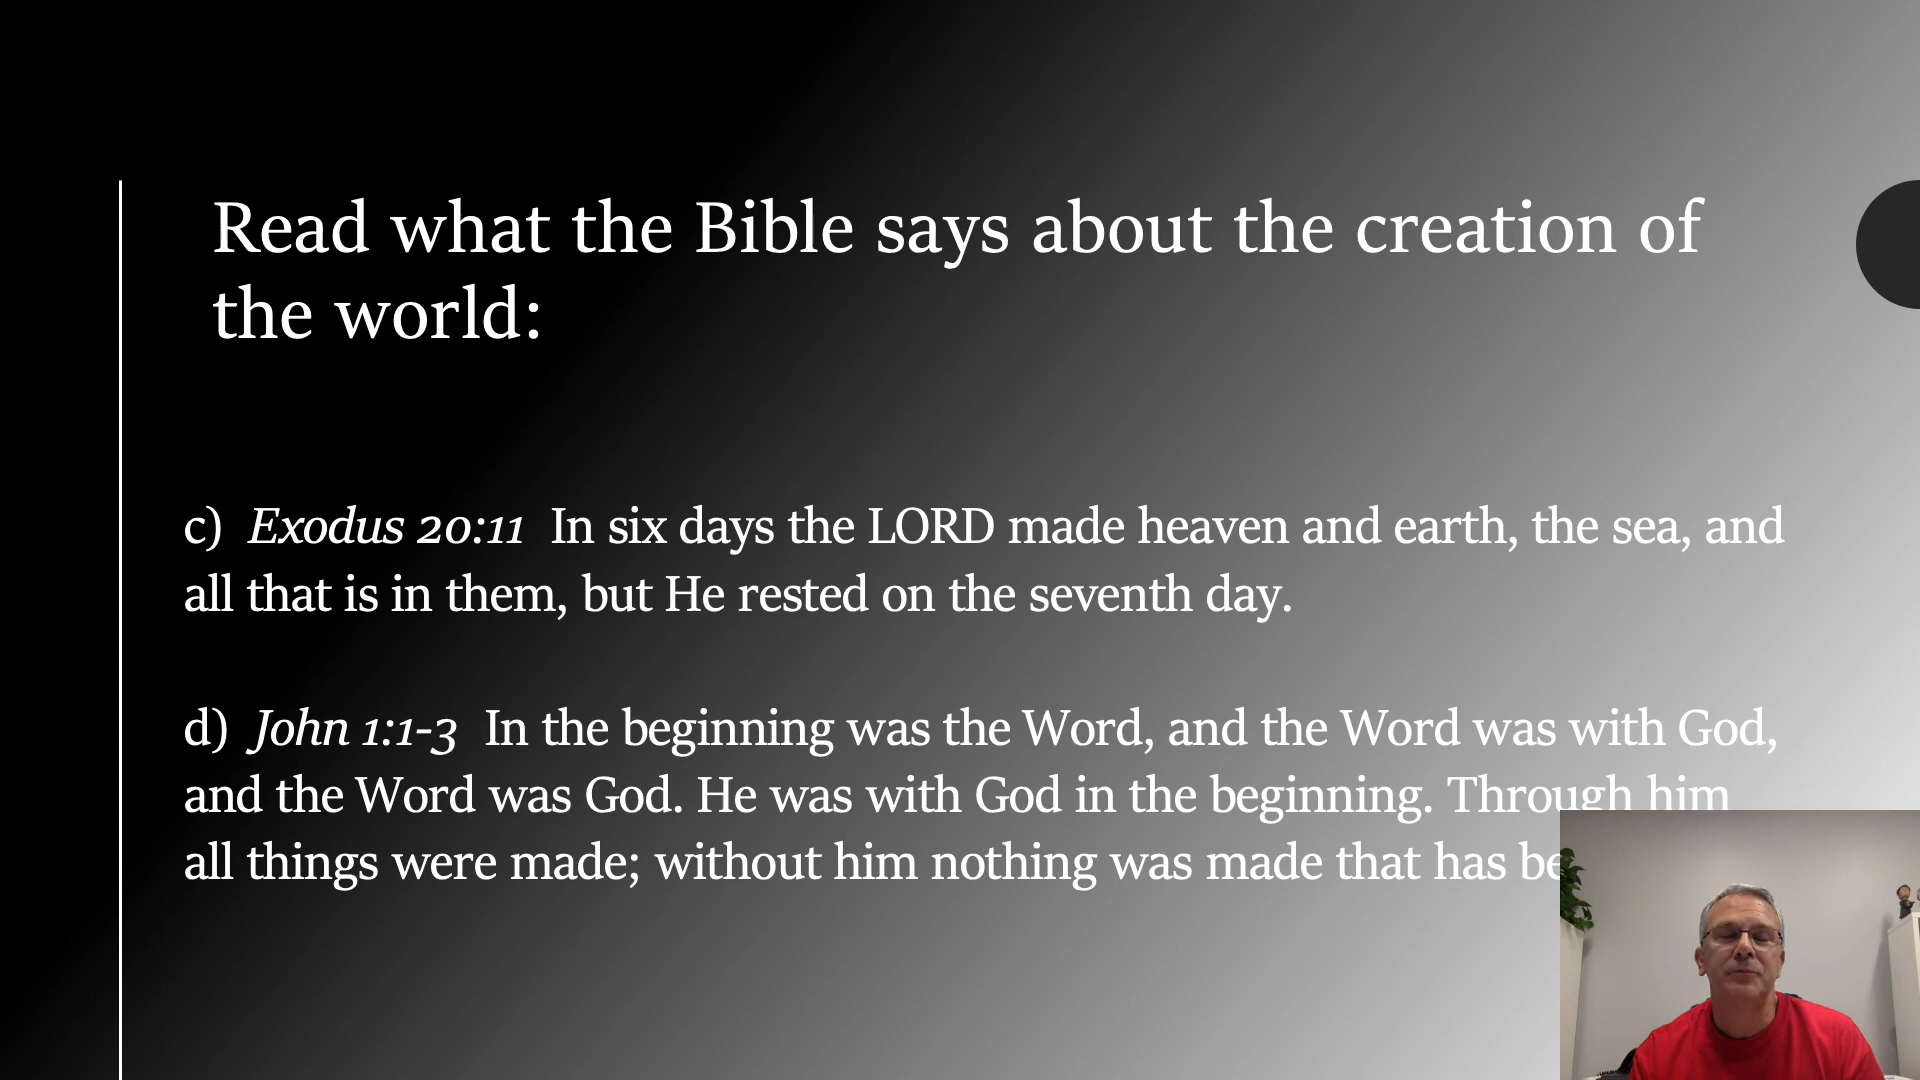 Read what the Bible says about the creation of
the world:
c) Exodus 20:11 In six days the LORD made heaven and earth, the sea, and
all that is in them, but He rested on the seventh day.
d) John 1:1-3 In the beginning was the Word, and the Word was with God,
and the Word was God. He was with God in the beginning. Through him
all things were made; without him nothing was made that has